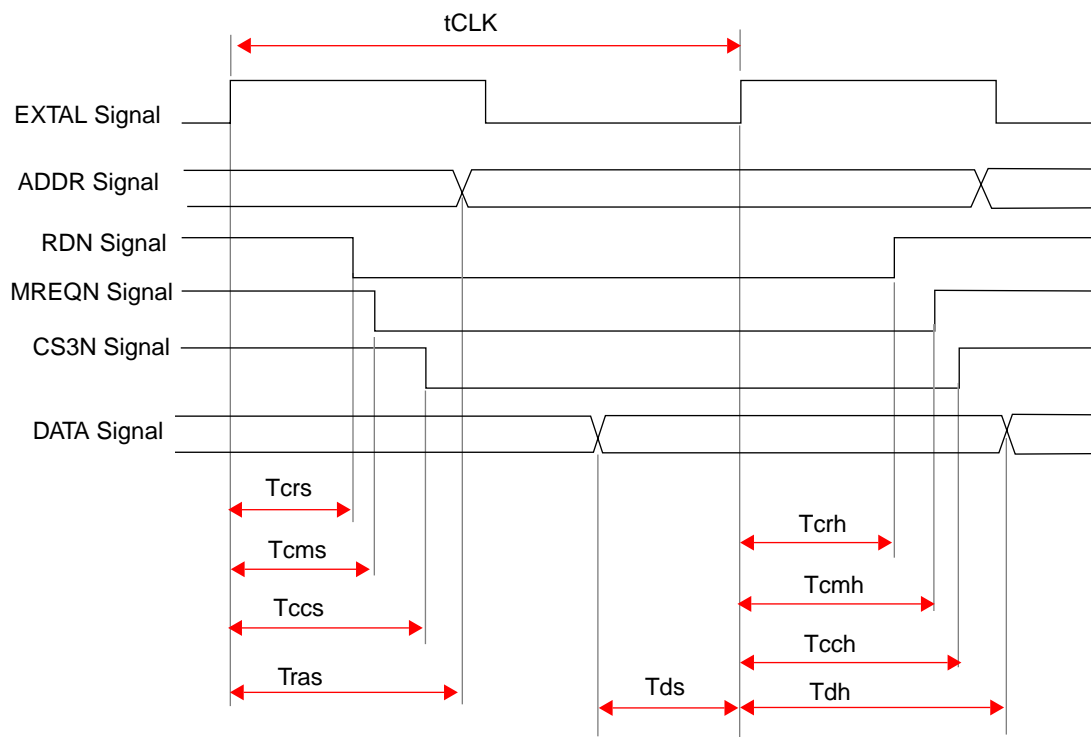 tCLK
EXTAL Signal
ADDR Signal
RDN Signal
MREQN Signal
CS3N Signal
DATA Signal
Tcrs
Tcrh
Tcms
Tcmh
Tccs
Tcch
Tras
Tds
Tdh